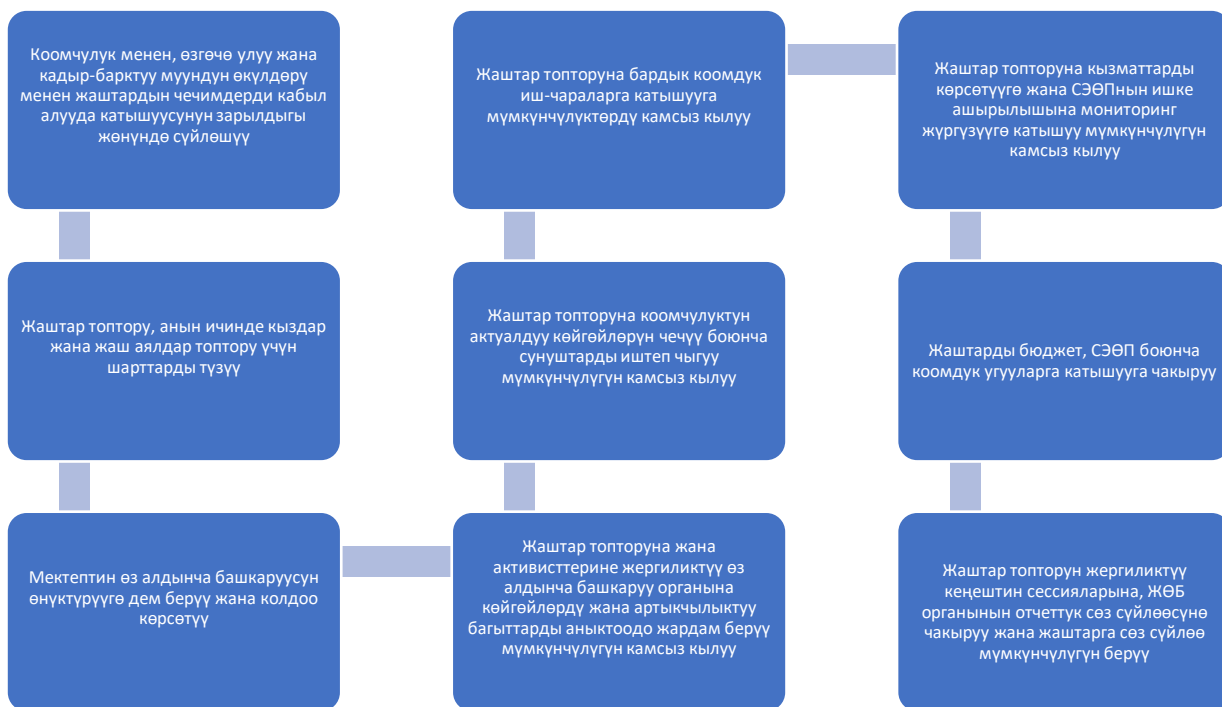 Коомчулук менен, өзгөчө улуу жана
кадыр-барктуу муундун өкүлдөрү
менен жаштардын чечимдерди кабыл
алууда катышуусунун зарылдыгы
жөнүндө сүйлөшүү
Жаштар топтору, анын ичинде кыздар
жана жаш аялдар топтору үчүн
шарттарды түзүү
Мектептин өз алдынча башкаруусун
өнүктүрүүгө дем берүү жана колдоо
көрсөтүү
Жаштар топторуна жана
активисттерине жергиликтүү өз
алдынча башкаруу органына
көйгөйлөрдү жана артыкчылыктуу
багыттарды аныктоодо жардам берүү
мүмкүнчүлүгүн камсыз кылуу
Жаштар топторуна коомчулуктун
актуалдуу көйгөйлөрүн чечүү боюнча
сунуштарды иштеп чыгуу
мүмкүнчүлүгүн камсыз кылуу
Жаштар топторуна бардык коомдук
иш-чараларга катышууга
мүмкүнчүлүктөрдү камсыз кылуу
Жаштар топторуна кызматтарды
көрсөтүүгө жана СЭӨПнын ишке
ашырылышына мониторинг
жүргүзүүгө катышуу мүмкүнчүлүгүн
камсыз кылуу
Жаштарды бюджет, СЭӨП боюнча
коомдук угууларга катышууга чакыруу
Жаштар топторун жергиликтүү
кеңештин сессияларына, ЖӨБ
органынын отчеттук сөз сүйлөөсүнө
чакыруу жана жаштарга сөз сүйлөө
мүмкүнчүлүгүн берүү